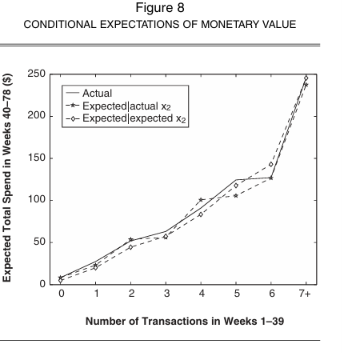 Figure 8
CONDITIONAL EXPECTATIONS OF MONETARY VALUE
Expected Total Spend in Weeks 40–78 ($)
250
200
150
100
50
0
Actual
Expected|actual x₂
Expected|expected x₂
0 1 2 3 4 5 6 7+
Number of Transactions in Weeks 1–39